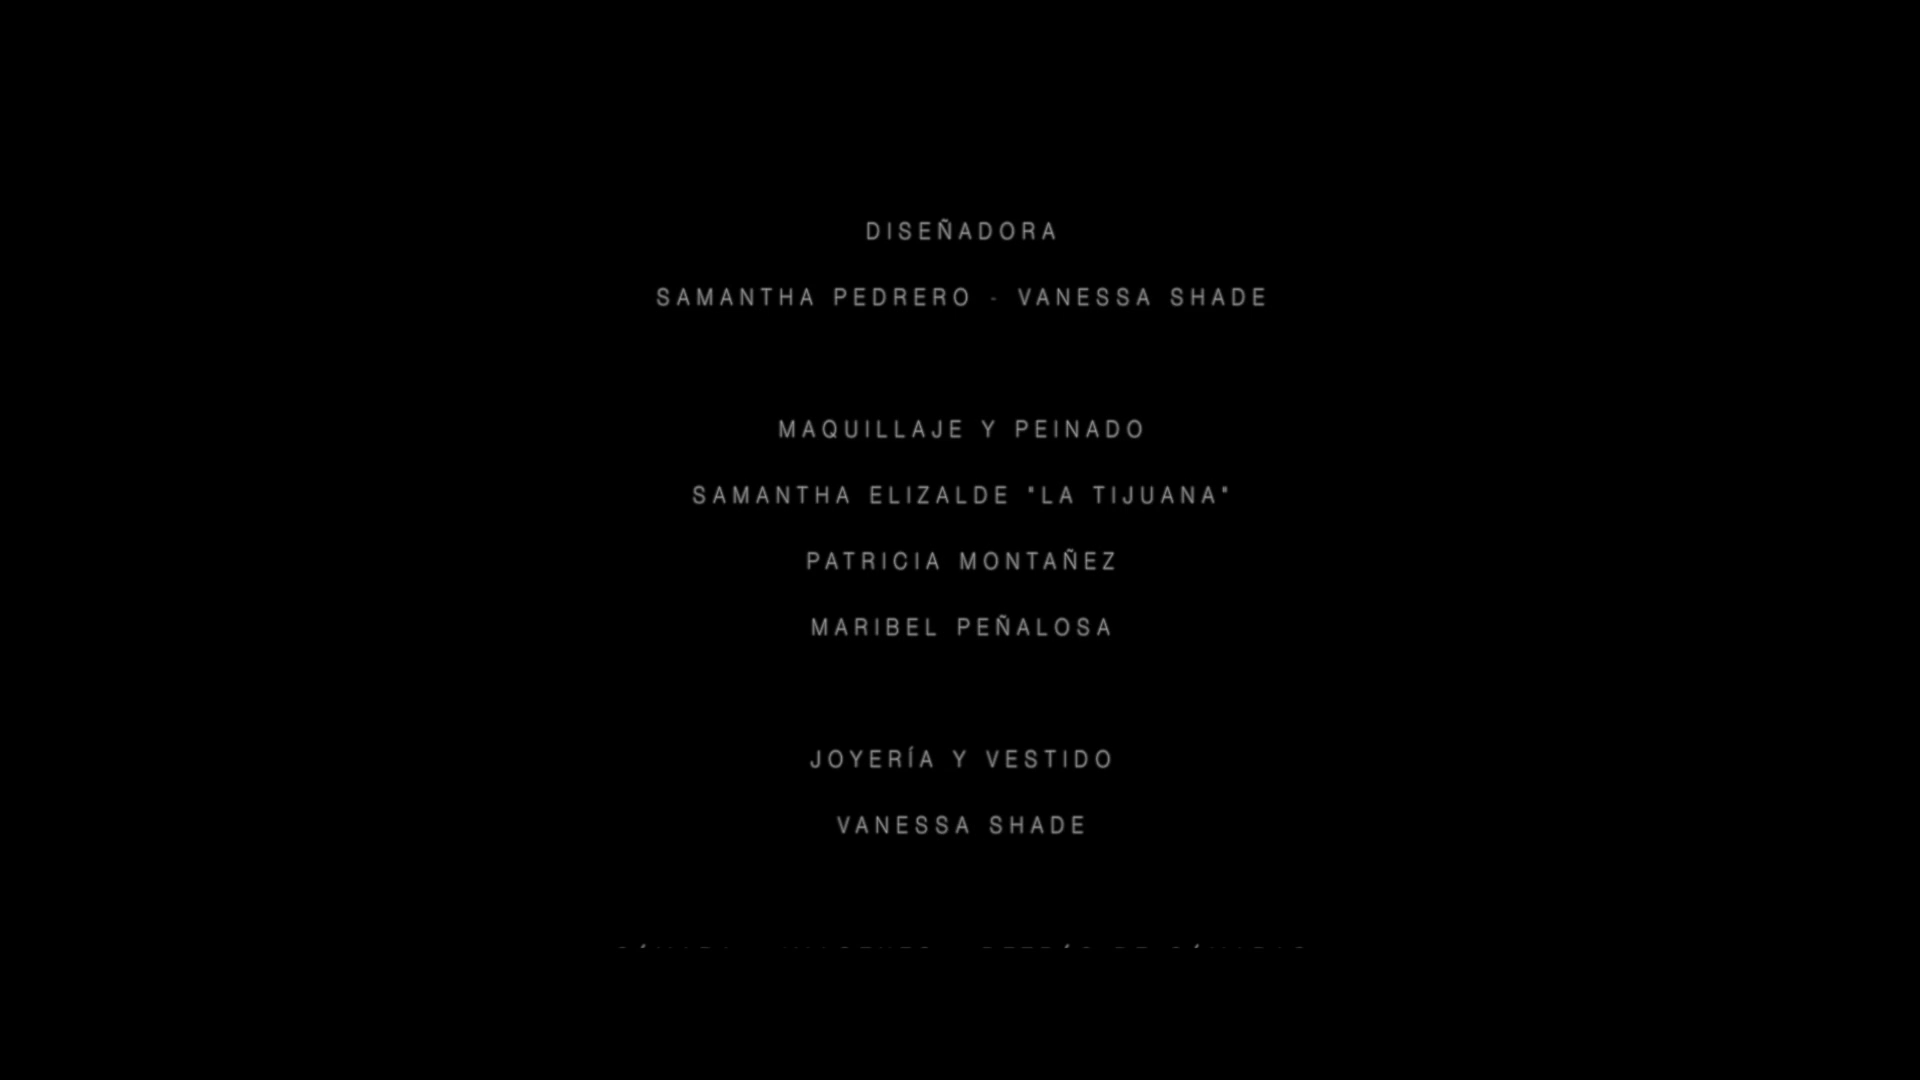 DISEÑADORA
SAMANTHA PEDRERO - VANESSA SHADE
MAQUILLAJE Y PEINADO
SAMANTHA ELIZALDE "LA TIJUANA"
PATRICIA MONTAÑEZ
MARIBEL PEÑALOSA
JOYERÍA Y VESTIDO
VANESSA SHADE